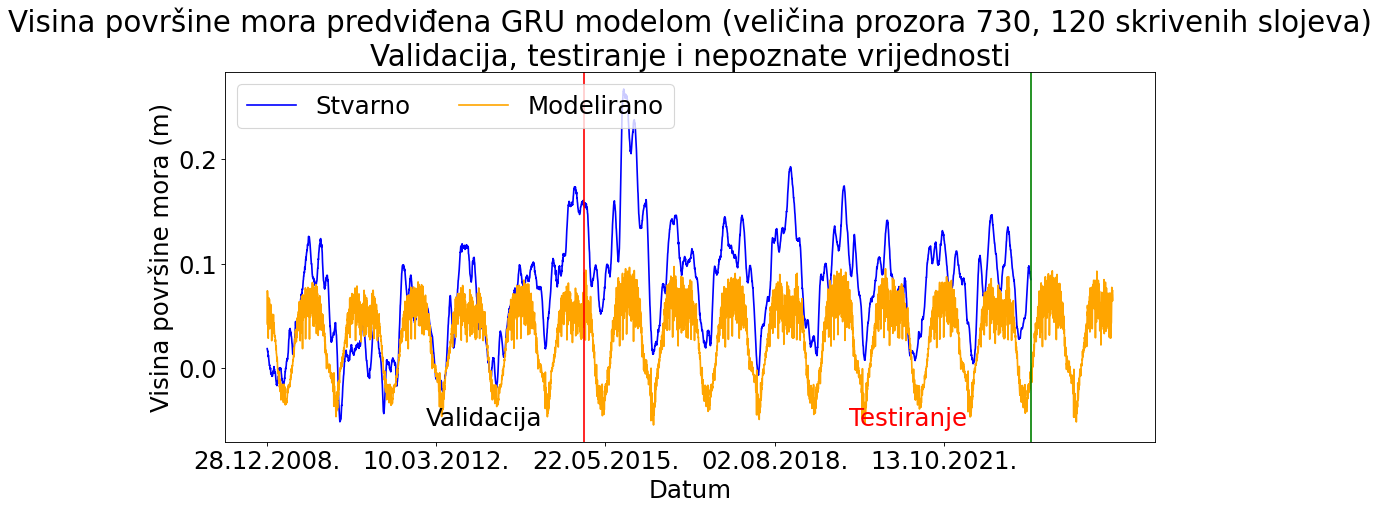 Visina površine mora predviđena GRU modelom (veličina prozora 730, 120 skrivenih slojeva)
Validacija, testiranje i nepoznate vrijednosti
Stvarno
Modelirano
Visina površine mora (m)
0.2
0.1
0.0
Validacija
Testiranje
28.12.2008.
10.03.2012.
22.05.2015.
02.08.2018.
13.10.2021.
Datum